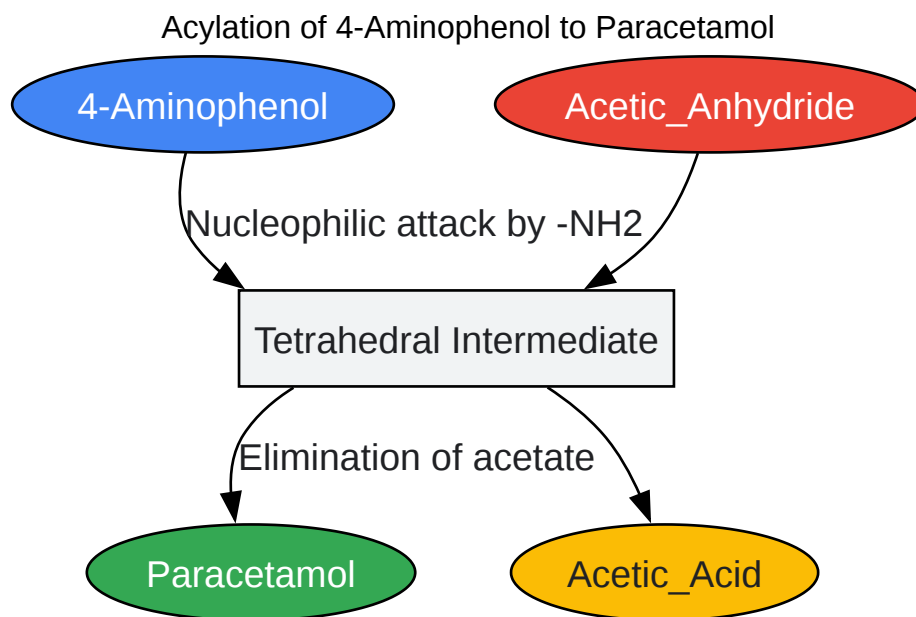 Acylation of 4-Aminophenol to Paracetamol
4-Aminophenol
Acetic_Anhydride
Nucleophilic attack by -NH2
Tetrahedral Intermediate
Elimination of acetate
Paracetamol
Acetic_Acid